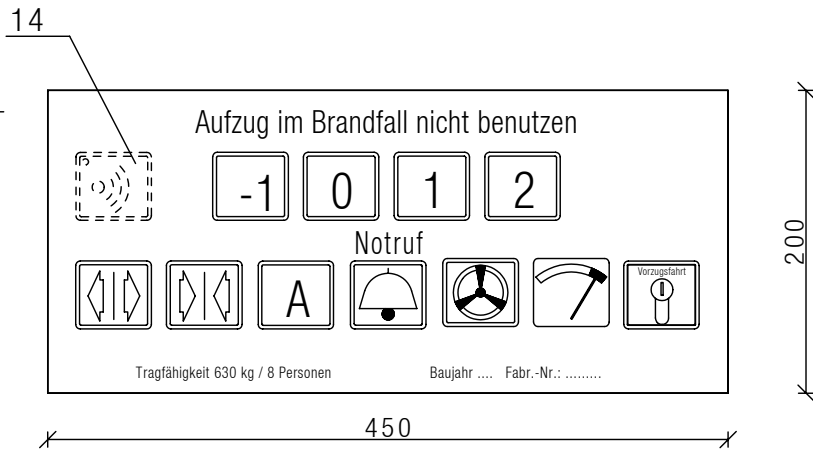 14
Aufzug im Brandfall nicht benutzen
-1 0 1 2
Notruf
A
Vorzugsfahrt
Tragfähigkeit 630 kg / 8 Personen Baujahr .... Fabr.-Nr.: .........
200
450